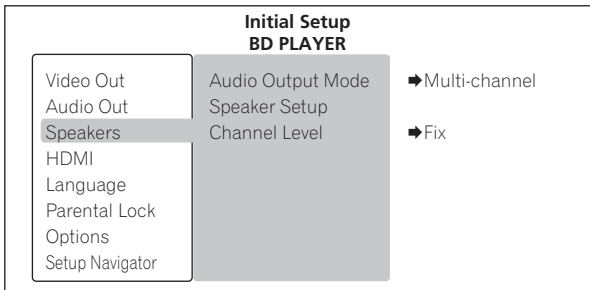 Initial Setup
BD PLAYER
Video Out
Audio Out
Speakers
HDMI
Language
Parental Lock
Options
Setup Navigator
Audio Output Mode ➡Multi-channel
Speaker Setup
Channel Level ➡Fix